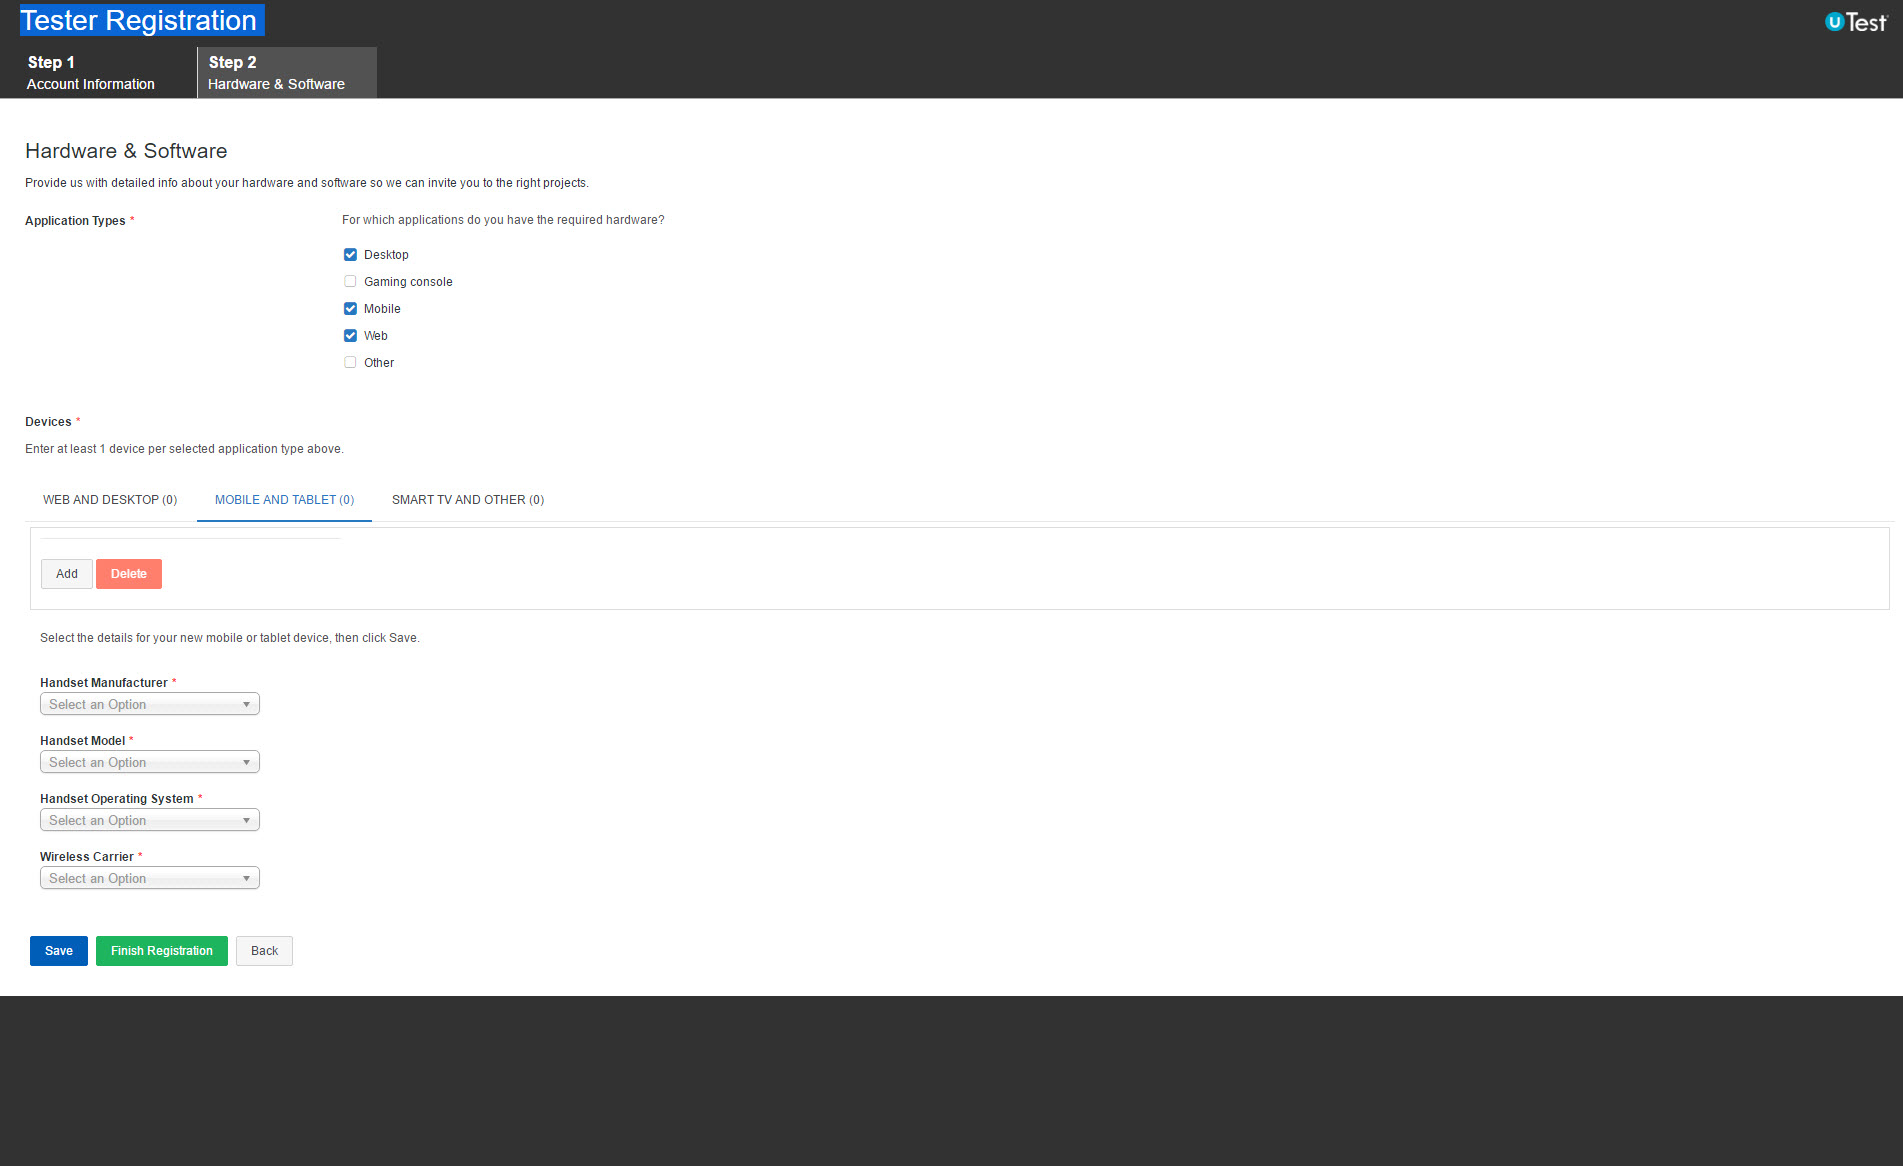 Tester Registration
uTest
Step 1
Account Information
Step 2
Hardware & Software
Hardware & Software
Provide us with detailed info about your hardware and software so we can invite you to the right projects.
Application Types *
For which applications do you have the required hardware?
Desktop
Gaming console
Mobile
Web
Other
Devices *
Enter at least 1 device per selected application type above.
WEB AND DESKTOP (0)
MOBILE AND TABLET (0)
SMART TV AND OTHER (0)
Add
Delete
Select the details for your new mobile or tablet device, then click Save.
Handset Manufacturer *
Select an Option
Handset Model *
Select an Option
Handset Operating System *
Select an Option
Wireless Carrier *
Select an Option
Save
Finish Registration
Back